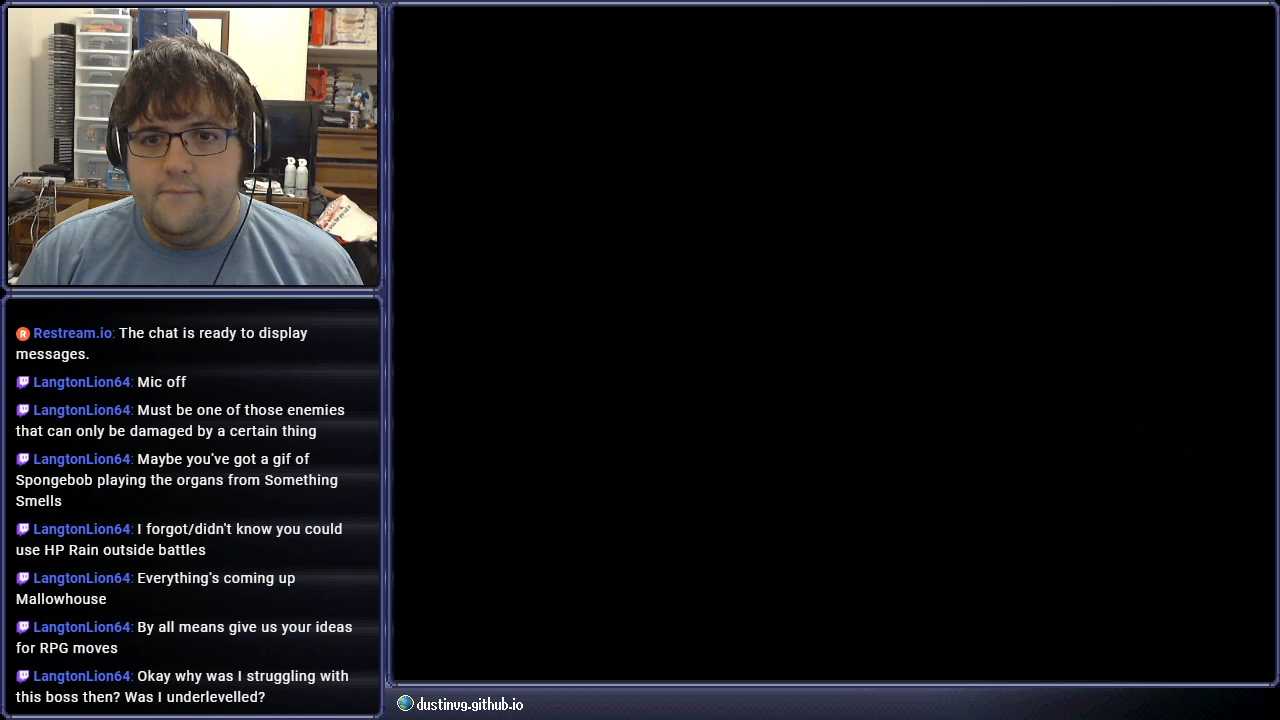 Restream.io: The chat is ready to display
messages.
LangtonLion64: Mic off
LangtonLion64: Must be one of those enemies
that can only be damaged by a certain thing
LangtonLion64: Maybe you've got a gif of
Spongebob playing the organs from Something
Smells
LangtonLion64: I forgot/didn't know you could
use HP Rain outside battles
LangtonLion64: Everything's coming up
Mallowhouse
LangtonLion64: By all means give us your ideas
for RPG moves
LangtonLion64: Okay why was I struggling with
this boss then? Was I underlevelled?
dustinvg.github.io